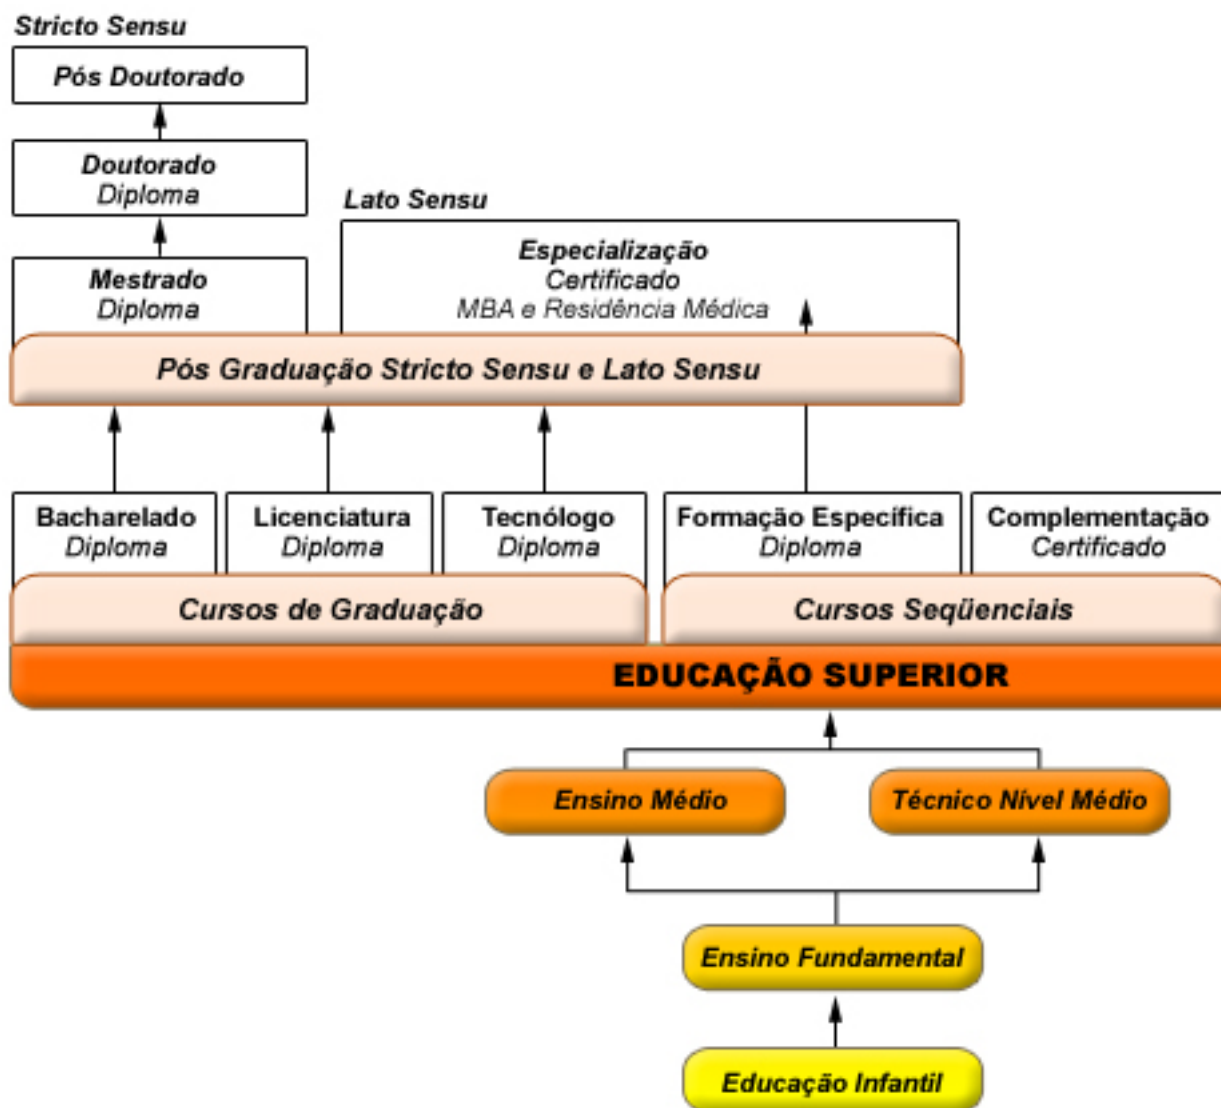 Stricto Sensu
Pós Doutorado
Doutorado
Diploma
Lato Sensu
Mestrado
Diploma
Especialização
Certificado
MBA e Residência Médica
Pós Graduação Stricto Sensu e Lato Sensu
Bacharelado
Diploma
Licenciatura
Diploma
Tecnólogo
Diploma
Formação Específica
Diploma
Complementação
Certificado
Cursos de Graduação
Cursos Seqüenciais
EDUCAÇÃO SUPERIOR
Ensino Médio
Técnico Nível Médio
Ensino Fundamental
Educação Infantil